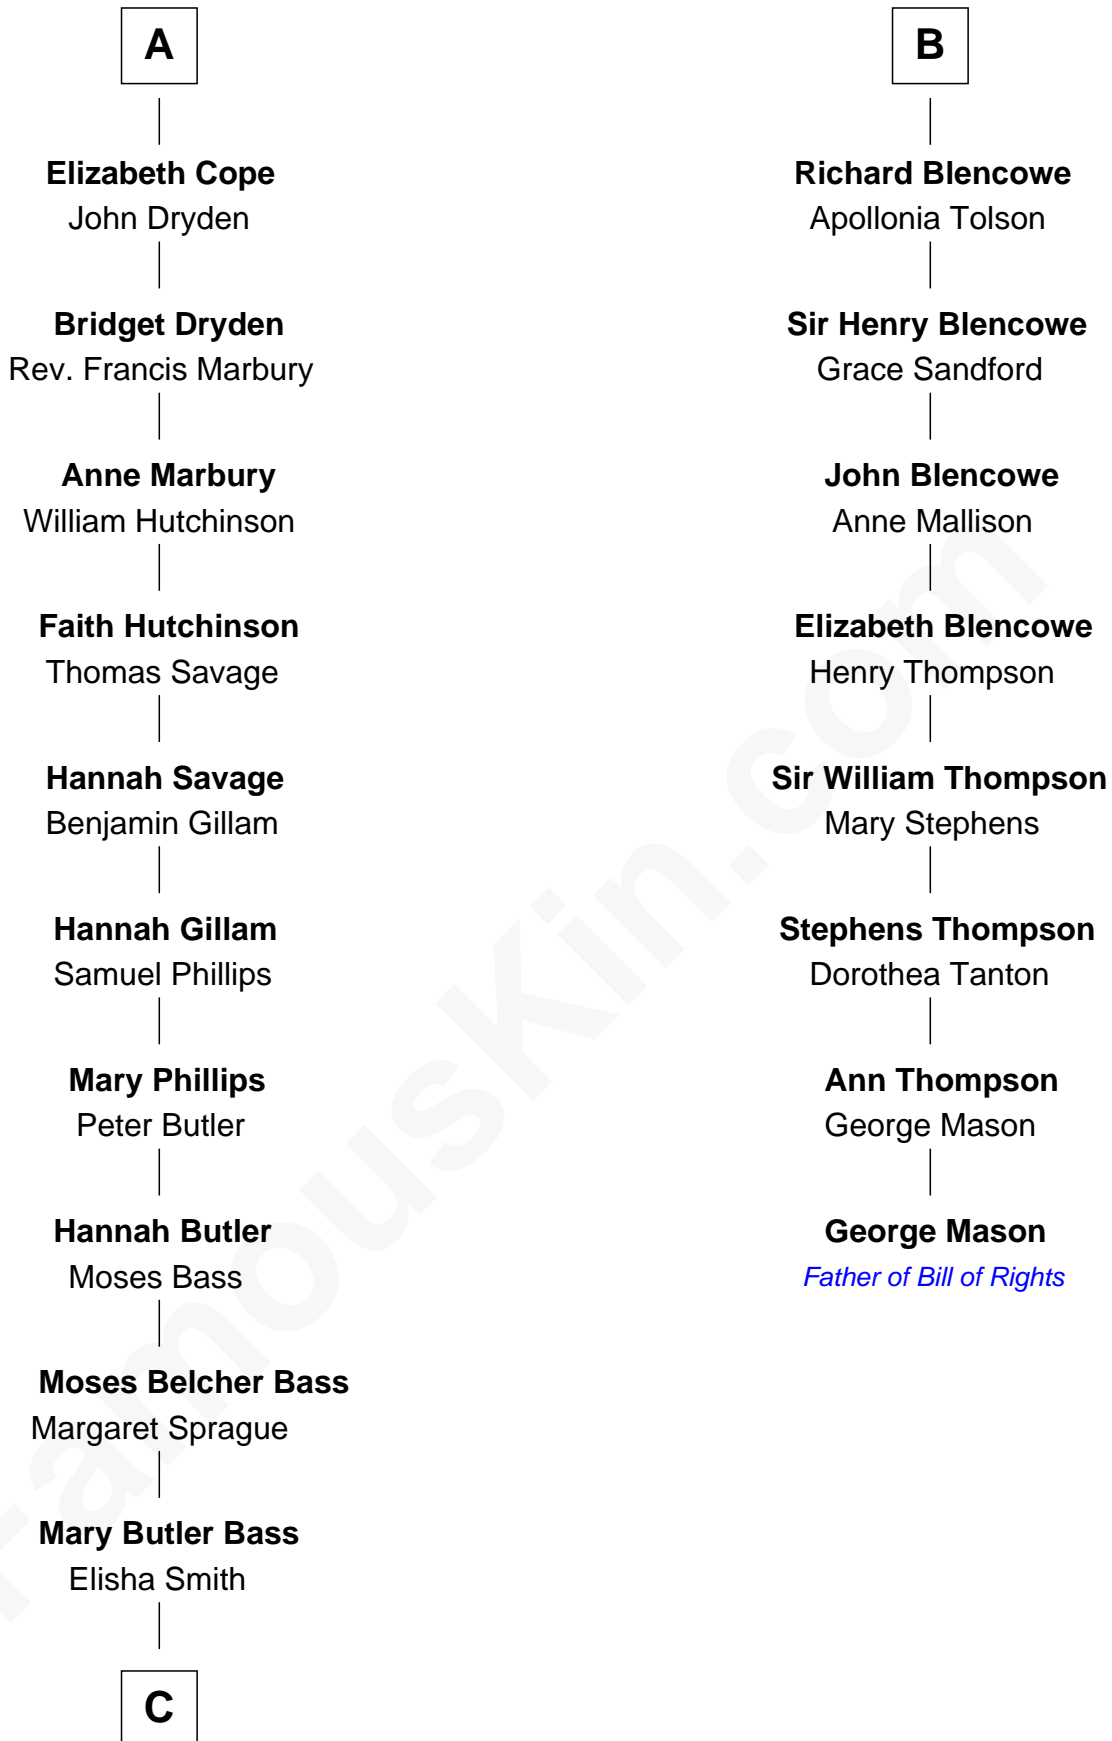 A
Elizabeth Cope
John Dryden
Bridget Dryden
Rev. Francis Marbury
Anne Marbury
William Hutchinson
Faith Hutchinson
Thomas Savage
Hannah Savage
Benjamin Gillam
Hannah Gillam
Samuel Phillips
Mary Phillips
Peter Butler
Hannah Butler
Moses Bass
Moses Belcher Bass
Margaret Sprague
Mary Butler Bass
Elisha Smith
C
B
Richard Blencowe
Apollonia Tolson
Sir Henry Blencowe
Grace Sandford
John Blencowe
Anne Mallison
Elizabeth Blencowe
Henry Thompson
Sir William Thompson
Mary Stephens
Stephens Thompson
Dorothea Tanton
Ann Thompson
George Mason
George Mason
Father of Bill of Rights
FamousKin.com